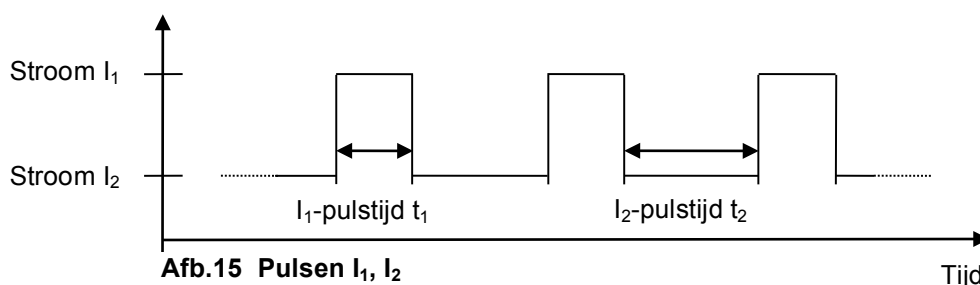 Stroom I₁
Stroom I₂
I₁-pulstijd t₁
I₂-pulstijd t₂
Afb.15 Pulsen I₁, I₂
Tijd